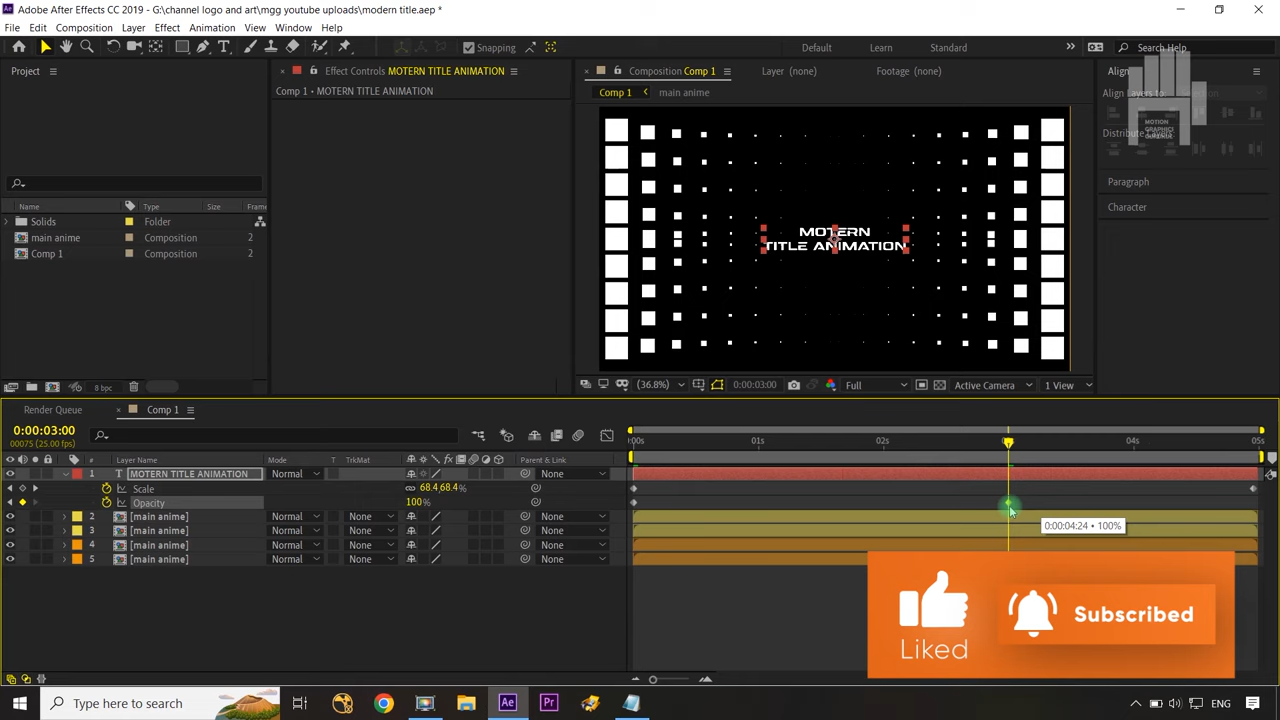 Adobe After Effects CC 2019 - G:\channel logo and art\mgg youtube uploads\modern title.aep *
File Edit Composition Layer Effect Animation View Window Help
Snapping Default Learn Standard Search Help
Project Effect Controls MOTERN TITLE ANIMATION Composition Comp 1 Layer (none) Footage (none) Align
Comp 1 • MOTERN TITLE ANIMATION Comp 1 main anime Align Layers to:
MOTION
GRAPHICS
Distribute Layers
Paragraph
Character
Name Type Size Frame
Solids Folder
main anime Composition 2
Comp 1 Composition 2
MOTERN
TITLE ANIMATION
8 bpc (36.8%) 0:00:03:00 Full Active Camera 1 View
Render Queue Comp 1
0:00:03:00
00075 (25.00 fps)
:00s 01s 02s 04s 05s
# Layer Name Mode T TrkMat Parent & Link
1 T MOTERN TITLE ANIMATION Normal None
Scale 68.4,68.4%
Opacity 100%
2 [main anime] Normal None None
3 [main anime] Normal None None
4 [main anime] Normal None None
5 [main anime] Normal None None
0:00:04:24 • 100%
Liked
Subscribed
Type here to search Ae Pr ENG